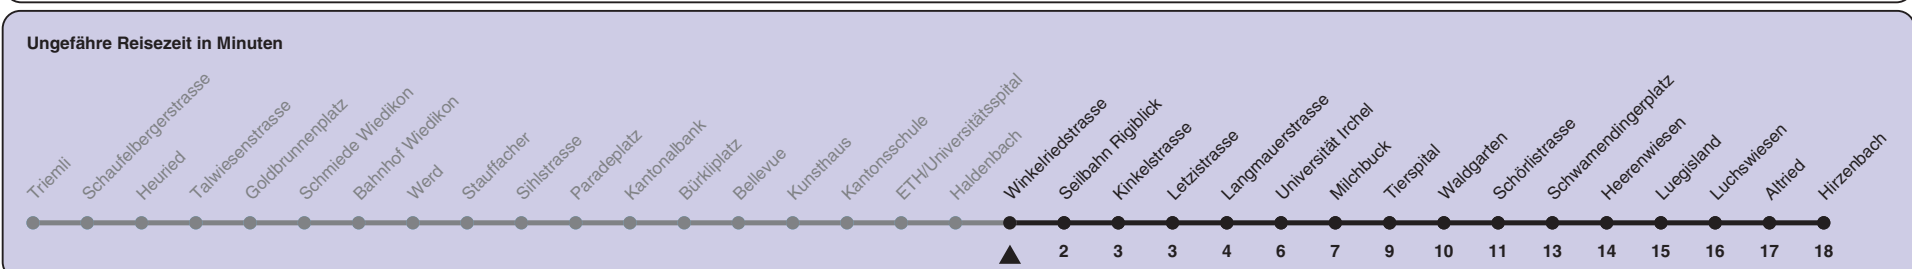 Ungefähre Reisezeit in Minuten
Triemli
Schaufelbergerstrasse
Heuried
Talwiesenstrasse
Goldbrunnenplatz
Schmiede Wiedikon
Bahnhof Wiedikon
Werd
Stauffacher
Sihlstrasse
Paradeplatz
Kantonalbank
Bürkliplatz
Bellevue
Kunsthaus
Kantonsschule
ETH/Universitätsspital
Haldenbach
Winkelriedstrasse
Seilbahn Rigiblick
Kinkelstrasse
Letzistrasse
Langmauerstrasse
Universität Irchel
Milchbuck
Tierspital
Waldgarten
Schörlistrasse
Schwamendingerplatz
Heerenwiesen
Luegisland
Luchswiesen
Altried
Hirzenbach
2 3 3 4 6 7 9 10 11 13 14 15 16 17 18